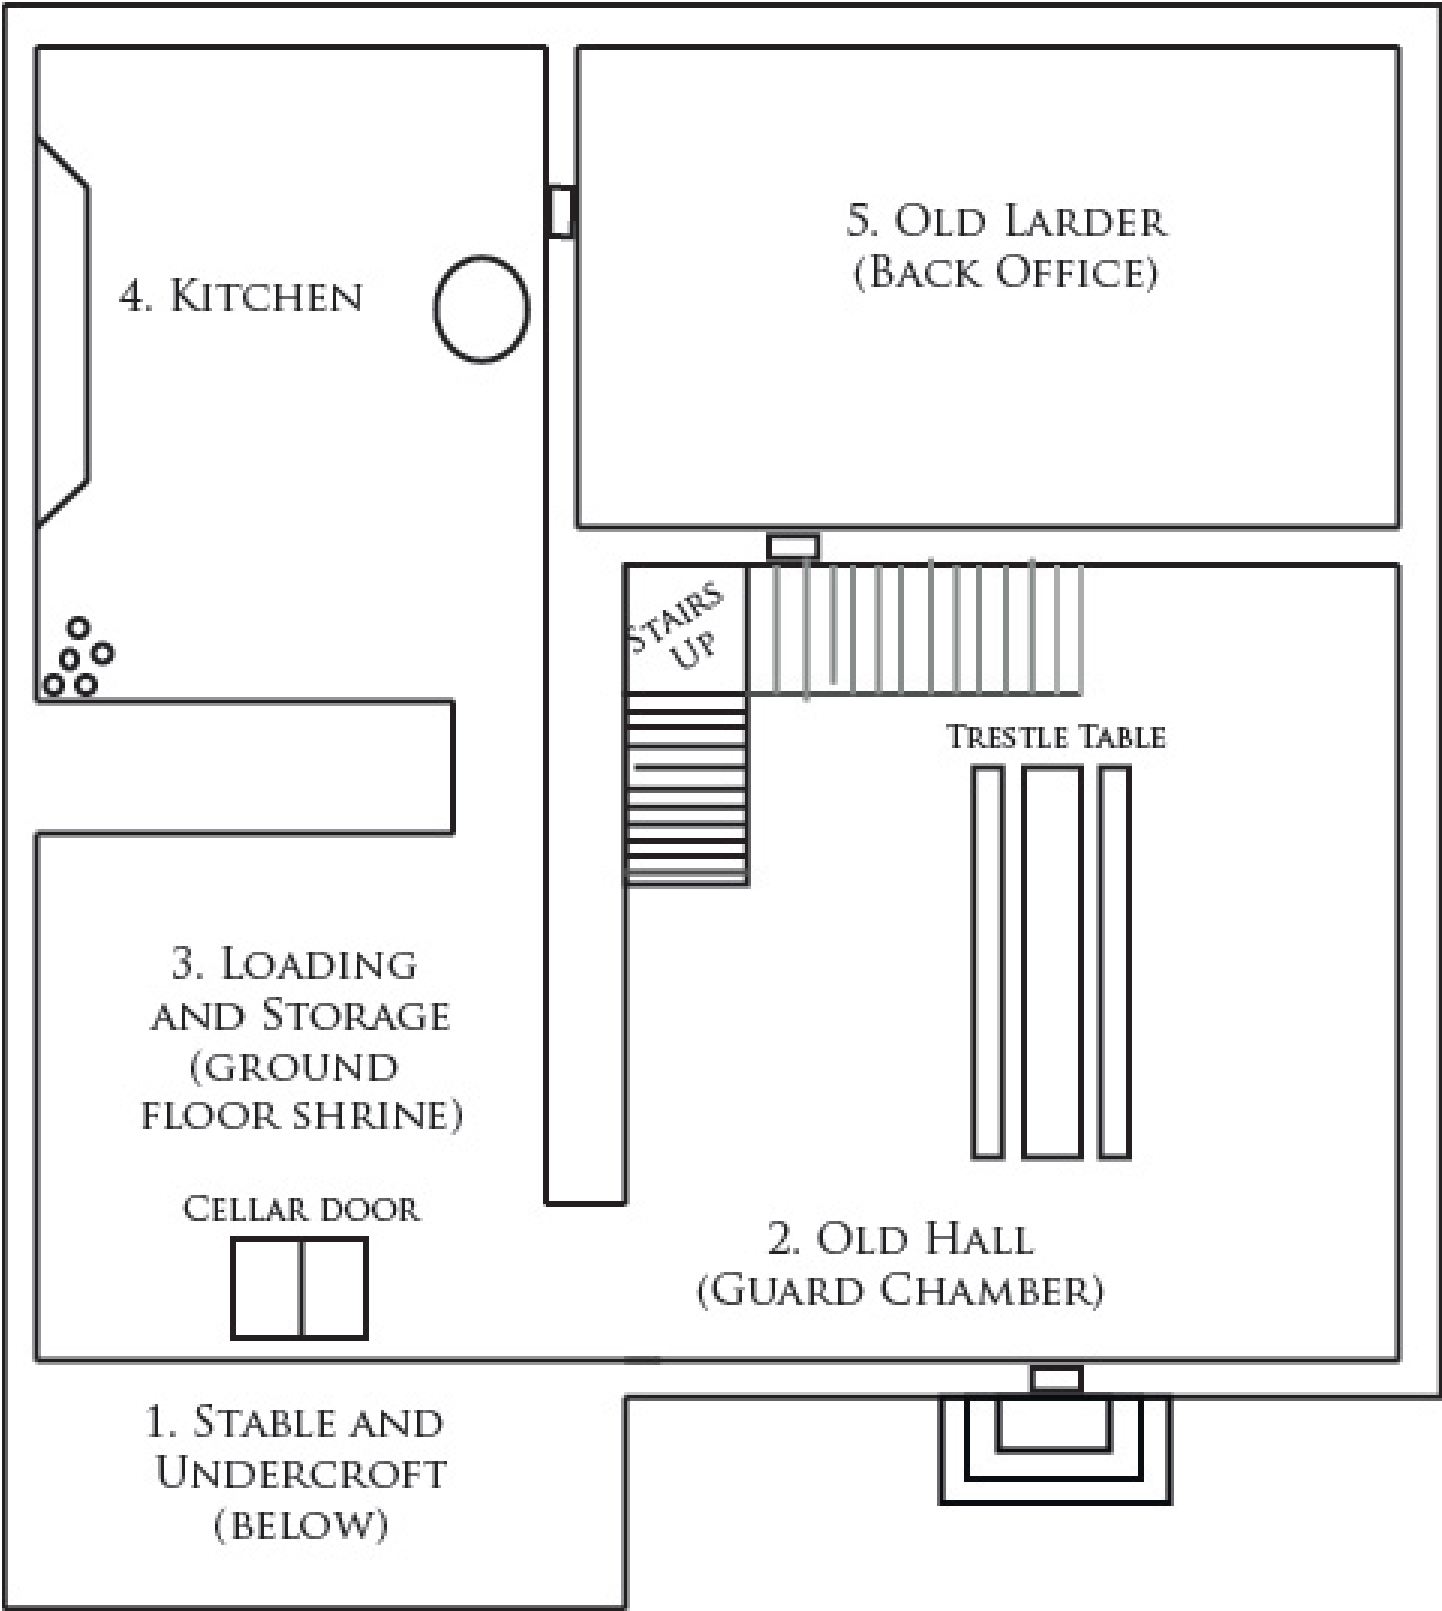 5. Old Larder
(Back Office)
4. Kitchen
Stairs
Up
Trestle Table
3. Loading
and Storage
(ground
floor shrine)
Cellar door
2. Old Hall
(Guard Chamber)
1. Stable and
Undercroft
(below)